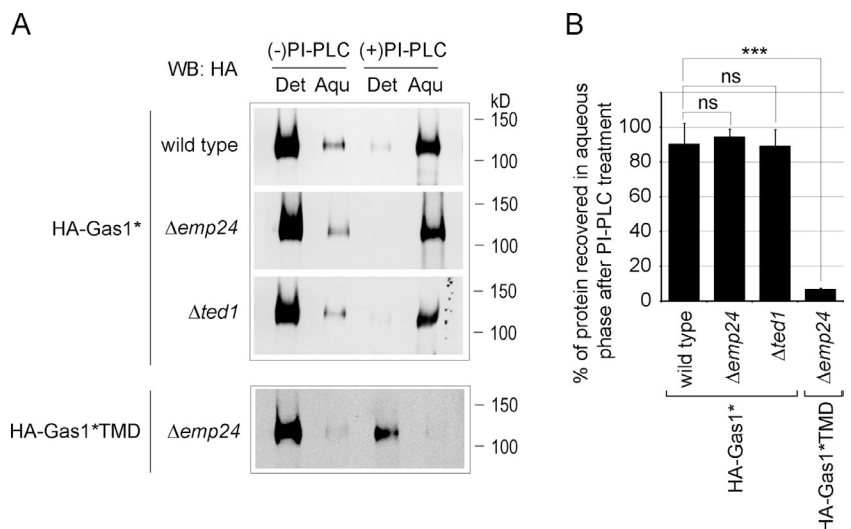 A
(-)PI-PLC (+)PI-PLC
WB: HA
Det Aqu Det Aqu
kD
wild type
- 150
- 100
HA-Gas1*
Δemp24
- 150
- 100
Δted1
- 150
- 100
HA-Gas1*TMD
Δemp24
- 150
- 100
B
***
ns
ns
% of protein recovered in aqueous
phase after PI-PLC treatment
100
80
60
40
20
0
wild type
Δemp24
Δted1
Δemp24
HA-Gas1*
HA-Gas1*TMD